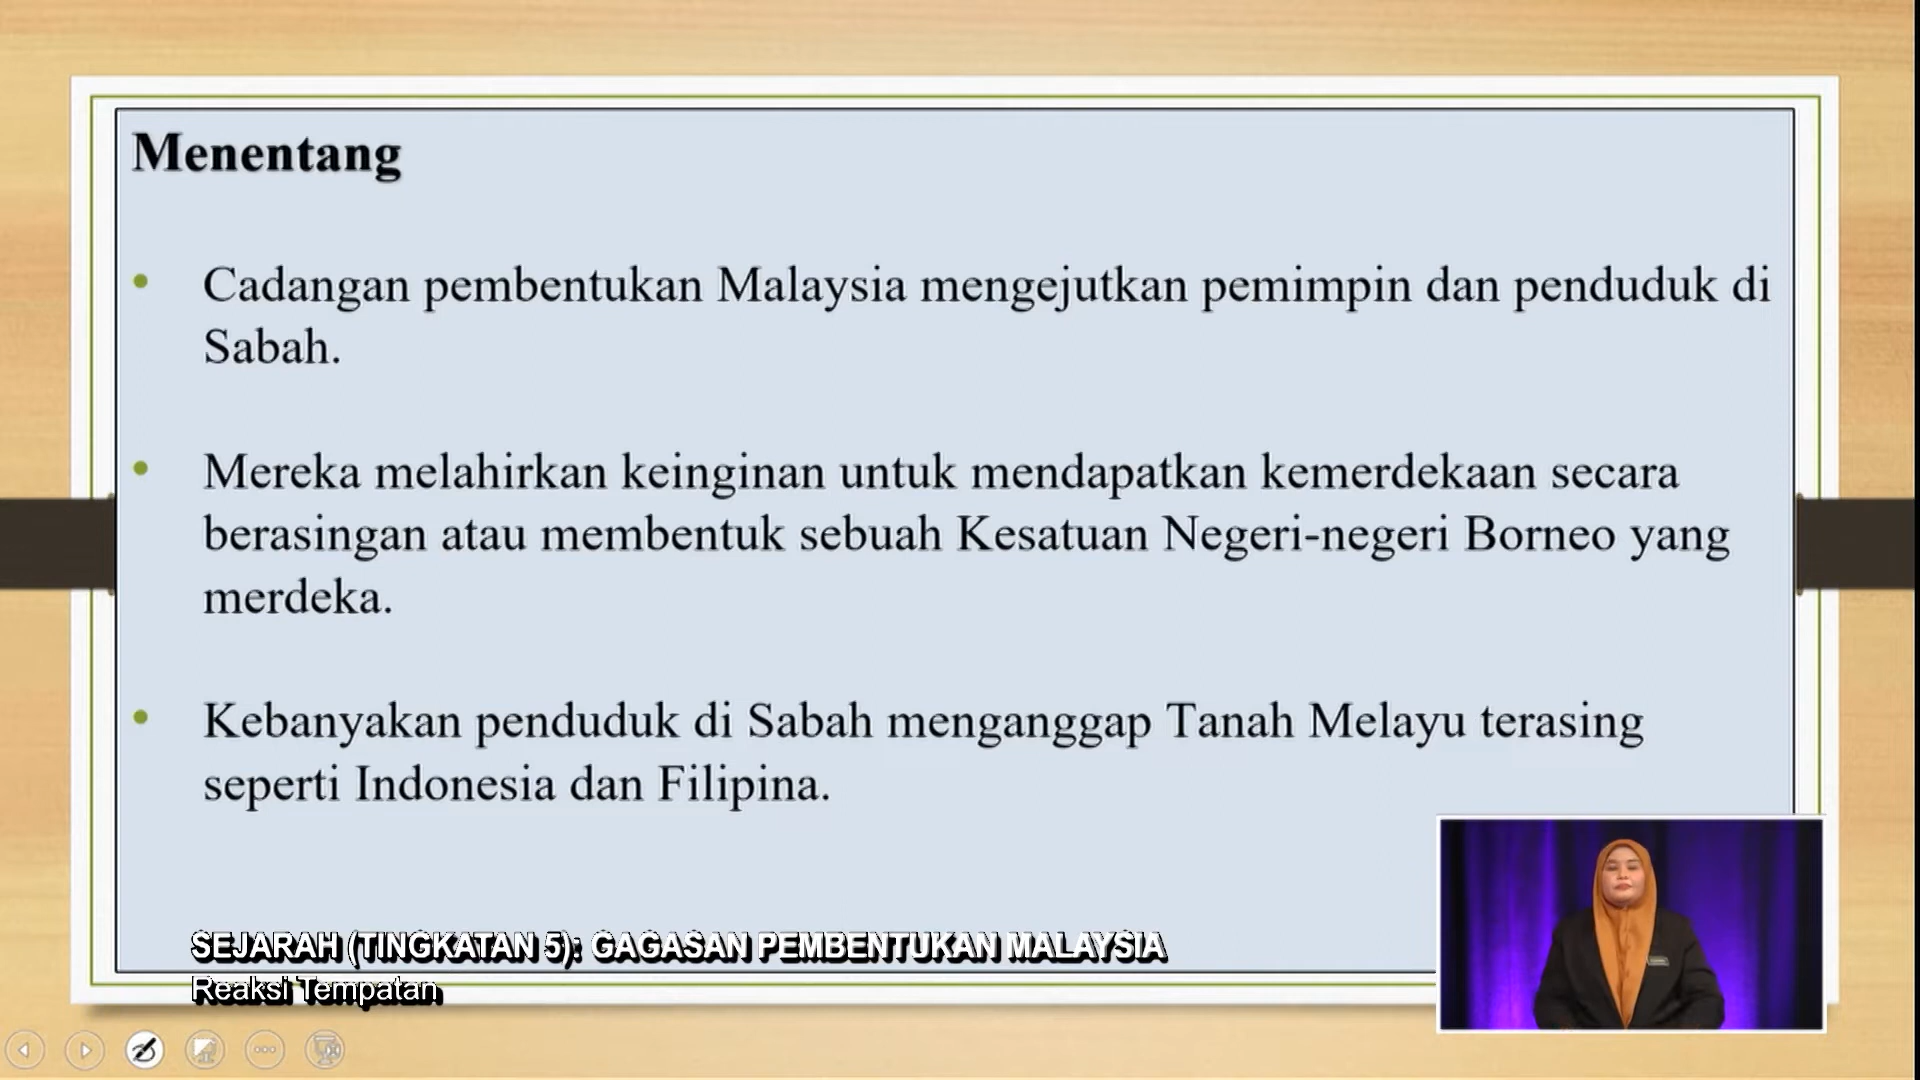 Menentang
• Cadangan pembentukan Malaysia mengejutkan pemimpin dan penduduk di
Sabah.
• Mereka melahirkan keinginan untuk mendapatkan kemerdekaan secara
berasingan atau membentuk sebuah Kesatuan Negeri-negeri Borneo yang
merdeka.
• Kebanyakan penduduk di Sabah menganggap Tanah Melayu terasing
seperti Indonesia dan Filipina.
SEJARAH (TINGKATAN 5): GAGASAN PEMBENTUKAN MALAYSIA
Reaksi Tempatan